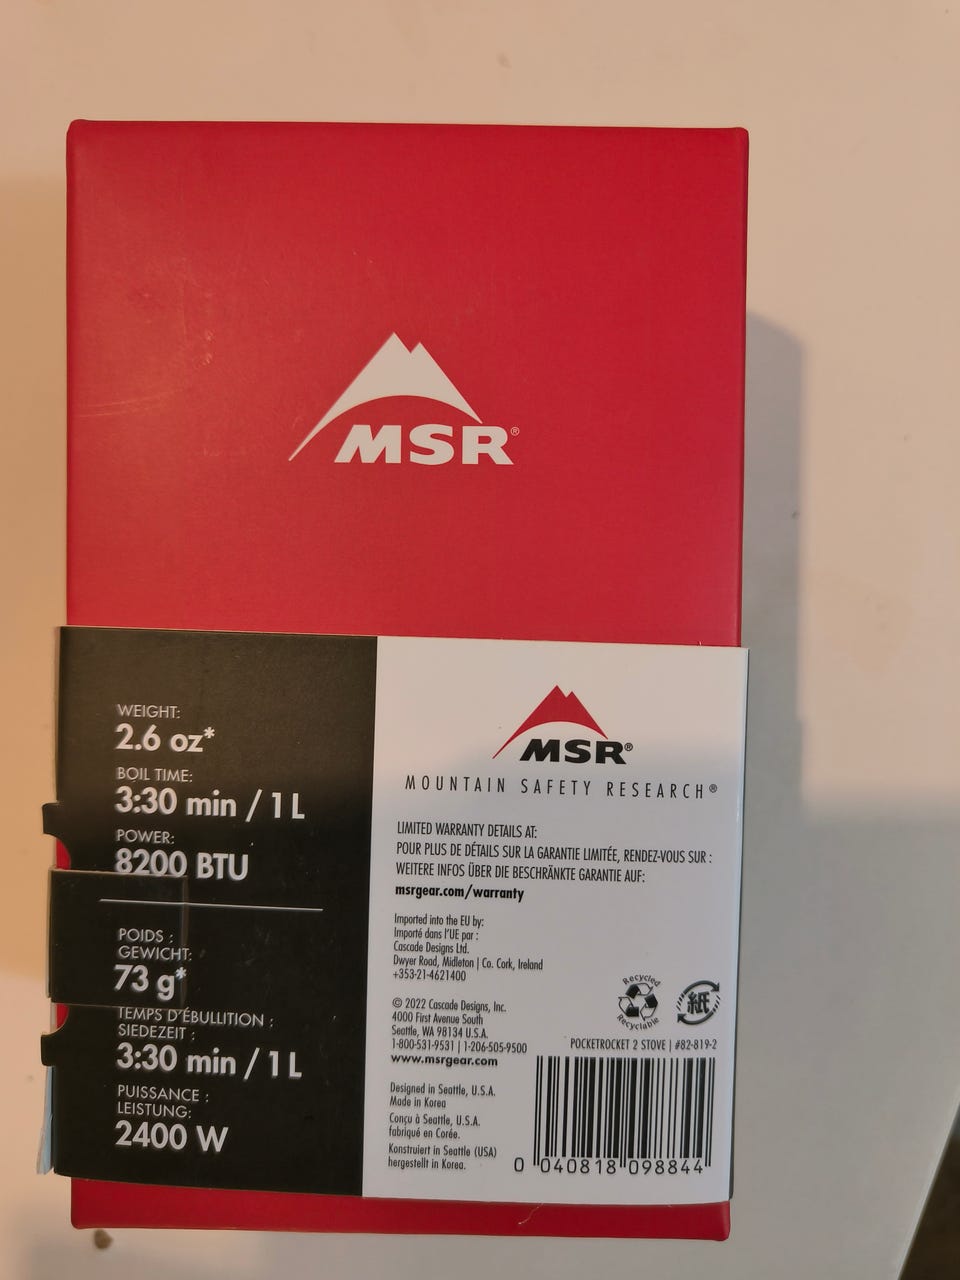 MSR®
WEIGHT:
2.6 oz*
BOIL TIME:
3:30 min / 1 L
POWER:
8200 BTU
POIDS :
GEWICHT:
73 g*
TEMPS D'ÉBULLITION :
SIEDEZEIT :
3:30 min / 1 L
PUISSANCE :
LEISTUNG:
2400 W
MSR®
MOUNTAIN SAFETY RESEARCH®
LIMITED WARRANTY DETAILS AT:
POUR PLUS DE DÉTAILS SUR LA GARANTIE LIMITÉE, RENDEZ-VOUS SUR :
WEITERE INFOS ÜBER DIE BESCHRÄNKTE GARANTIE AUF:
msrgear.com/warranty
Imported into the EU by:
Importé dans l'UE par :
Cascade Designs Ltd.
Dwyer Road, Midleton | Co. Cork, Ireland
+353-21-4621400
© 2022 Cascade Designs, Inc.
4000 First Avenue South
Seattle, WA 98134 U.S.A.
1-800-531-9531 | 1-206-505-9500
www.msrgear.com
Designed in Seattle, U.S.A.
Made in Korea
Conçu à Seattle, U.S.A.
fabriqué en Corée.
Konstruiert in Seattle (USA)
hergestellt in Korea.
Recycled
Recyclable
紙
POCKETROCKET 2 STOVE | #82-819-2
0 040818 098844